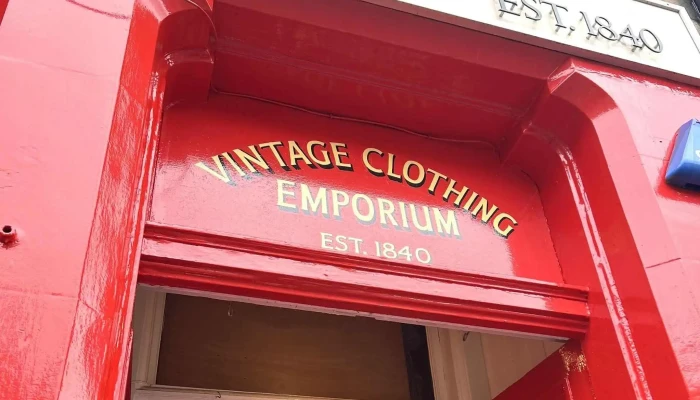 EST. 1840
VINTAGE CLOTHING
EMPORIUM
EST. 1840